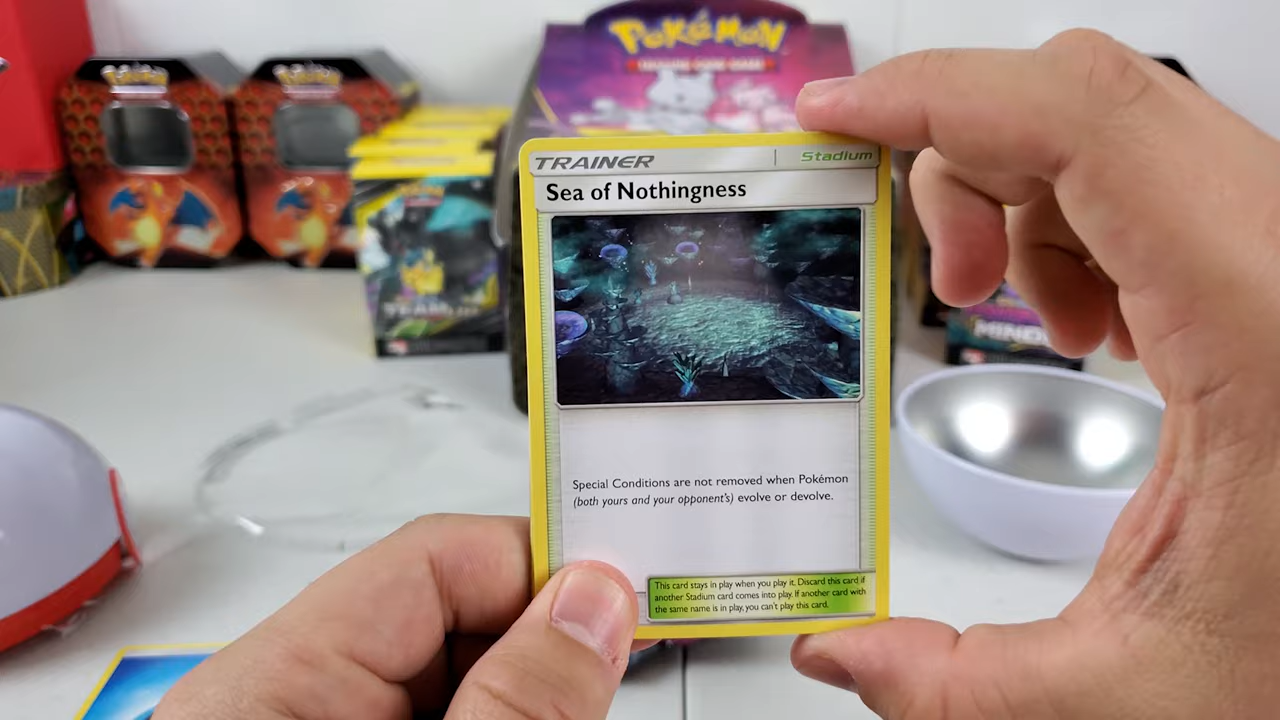 Pokémon
TRADING CARD GAME
TRAINER
Stadium
Sea of Nothingness
Special Conditions are not removed when Pokémon
(both yours and your opponent's) evolve or devolve.
This card stays in play when you play it. Discard this card if
another Stadium card comes into play. If another card with
the same name is in play, you can't play this card.